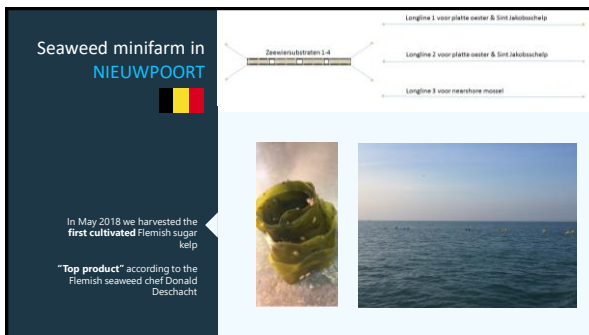 Seaweed minifarm in
NIEUWPOORT
Zeewiersubstraten 1-4
Longline 1 voor platte oester & Sint Jakobsschelp
Longline 2 voor platte oester & Sint Jakobsschelp
Longline 3 voor nearshore mossel
In May 2018 we harvested the
first cultivated Flemish sugar
kelp
“Top product” according to the
Flemish seaweed chef Donald
Deschacht